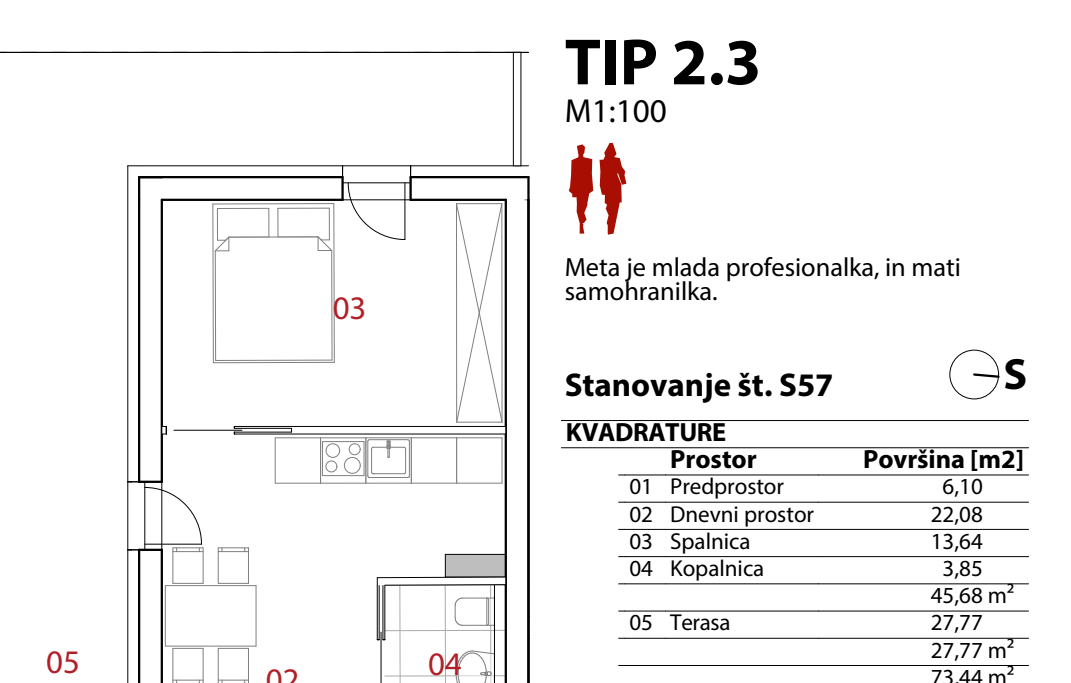 TIP 2.3
M1:100
Meta je mlada profesionalka, in mati
samohranilka.
Stanovanje št. S57
S
KVADRATURE
Prostor Površina [m2]
01 Predprostor 6,10
02 Dnevni prostor 22,08
03 Spalnica 13,64
04 Kopalnica 3,85
45,68 m²
05 Terasa 27,77
27,77 m²
73,44 m²
03
05
02
04